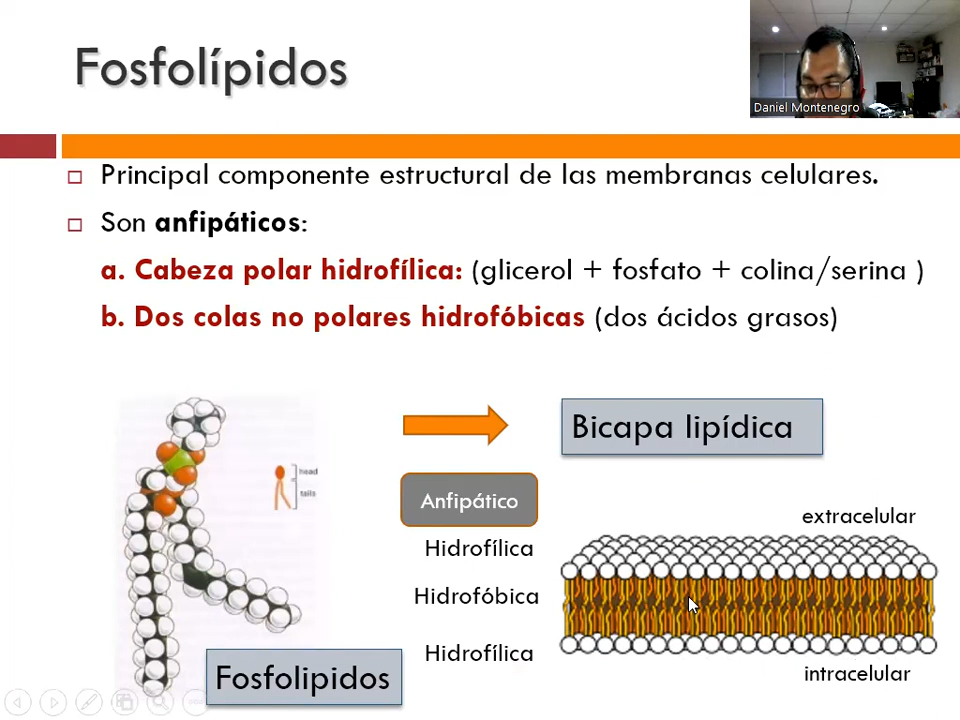 Fosfolípidos
Daniel Montenegro
Principal componente estructural de las membranas celulares.
Son anfipáticos:
a. Cabeza polar hidrofílica: (glicerol + fosfato + colina/serina )
b. Dos colas no polares hidrofóbicas (dos ácidos grasos)
Bicapa lipídica
head
tails
Anfipático
extracelular
Hidrofílica
Hidrofóbica
Hidrofílica
intracelular
Fosfolipidos